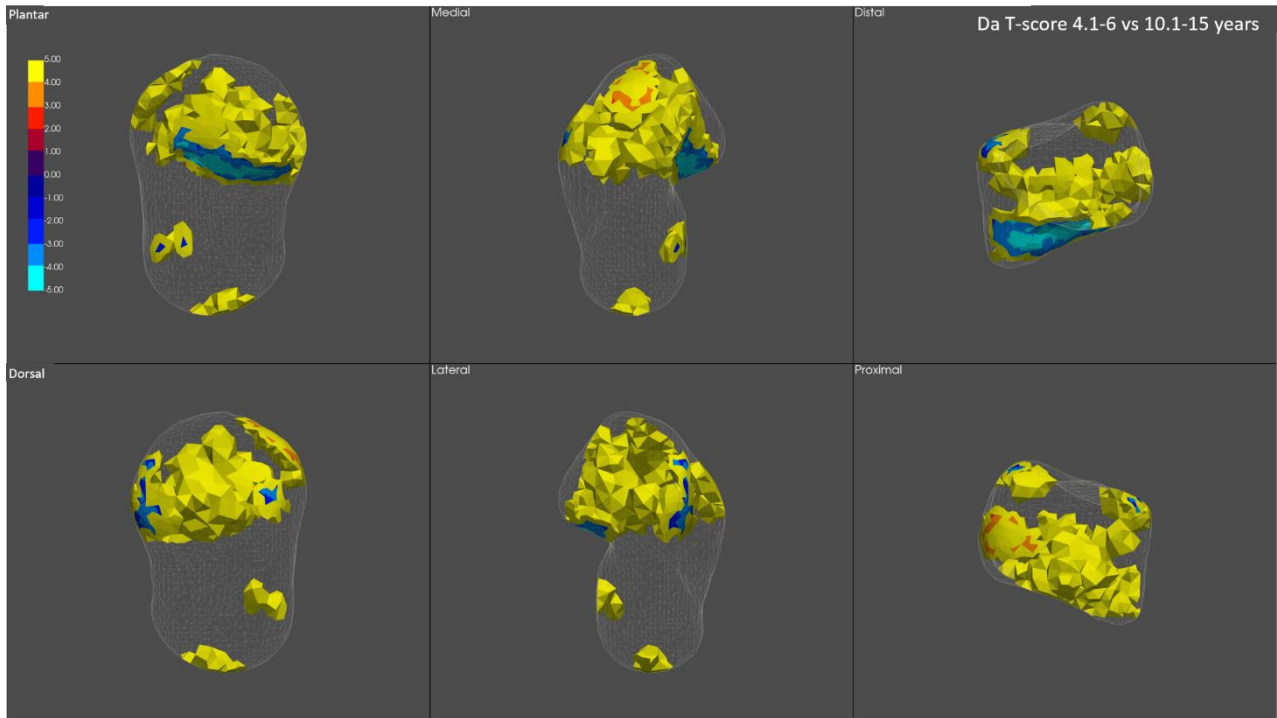 Plantar
Medial
Distal
Da T-score 4.1-6 vs 10.1-15 years
5.00
4.00
3.00
2.00
1.00
0.00
-1.00
-2.00
-3.00
-4.00
-5.00
Dorsal
Lateral
Proximal